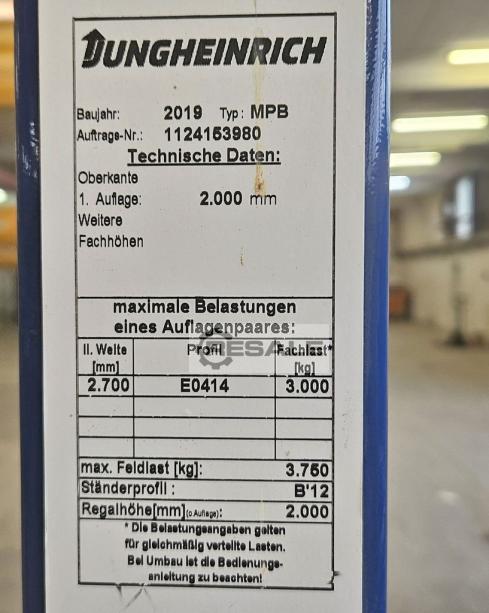 JUNGHEINRICH
Baujahr: 2019 Typ: MPB
Auftrags-Nr.: 1124153980
Technische Daten:
Oberkante
1. Auflage: 2.000 mm
Weitere
Fachhöhen
maximale Belastungen
eines Auflagenpaares:
RESALE
li. Weite Profil Fachlast*
[mm] [kg]
2.700 E0414 3.000
max. Feldlast [kg]: 3.750
Ständerprofil : B'12
Regalhöhe[mm](o.Auflage): 2.000
* Die Belastungsangaben gelten
für gleichmäßig verteilte Lasten.
Bei Umbau ist die Bedienungs-
anleitung zu beachten!